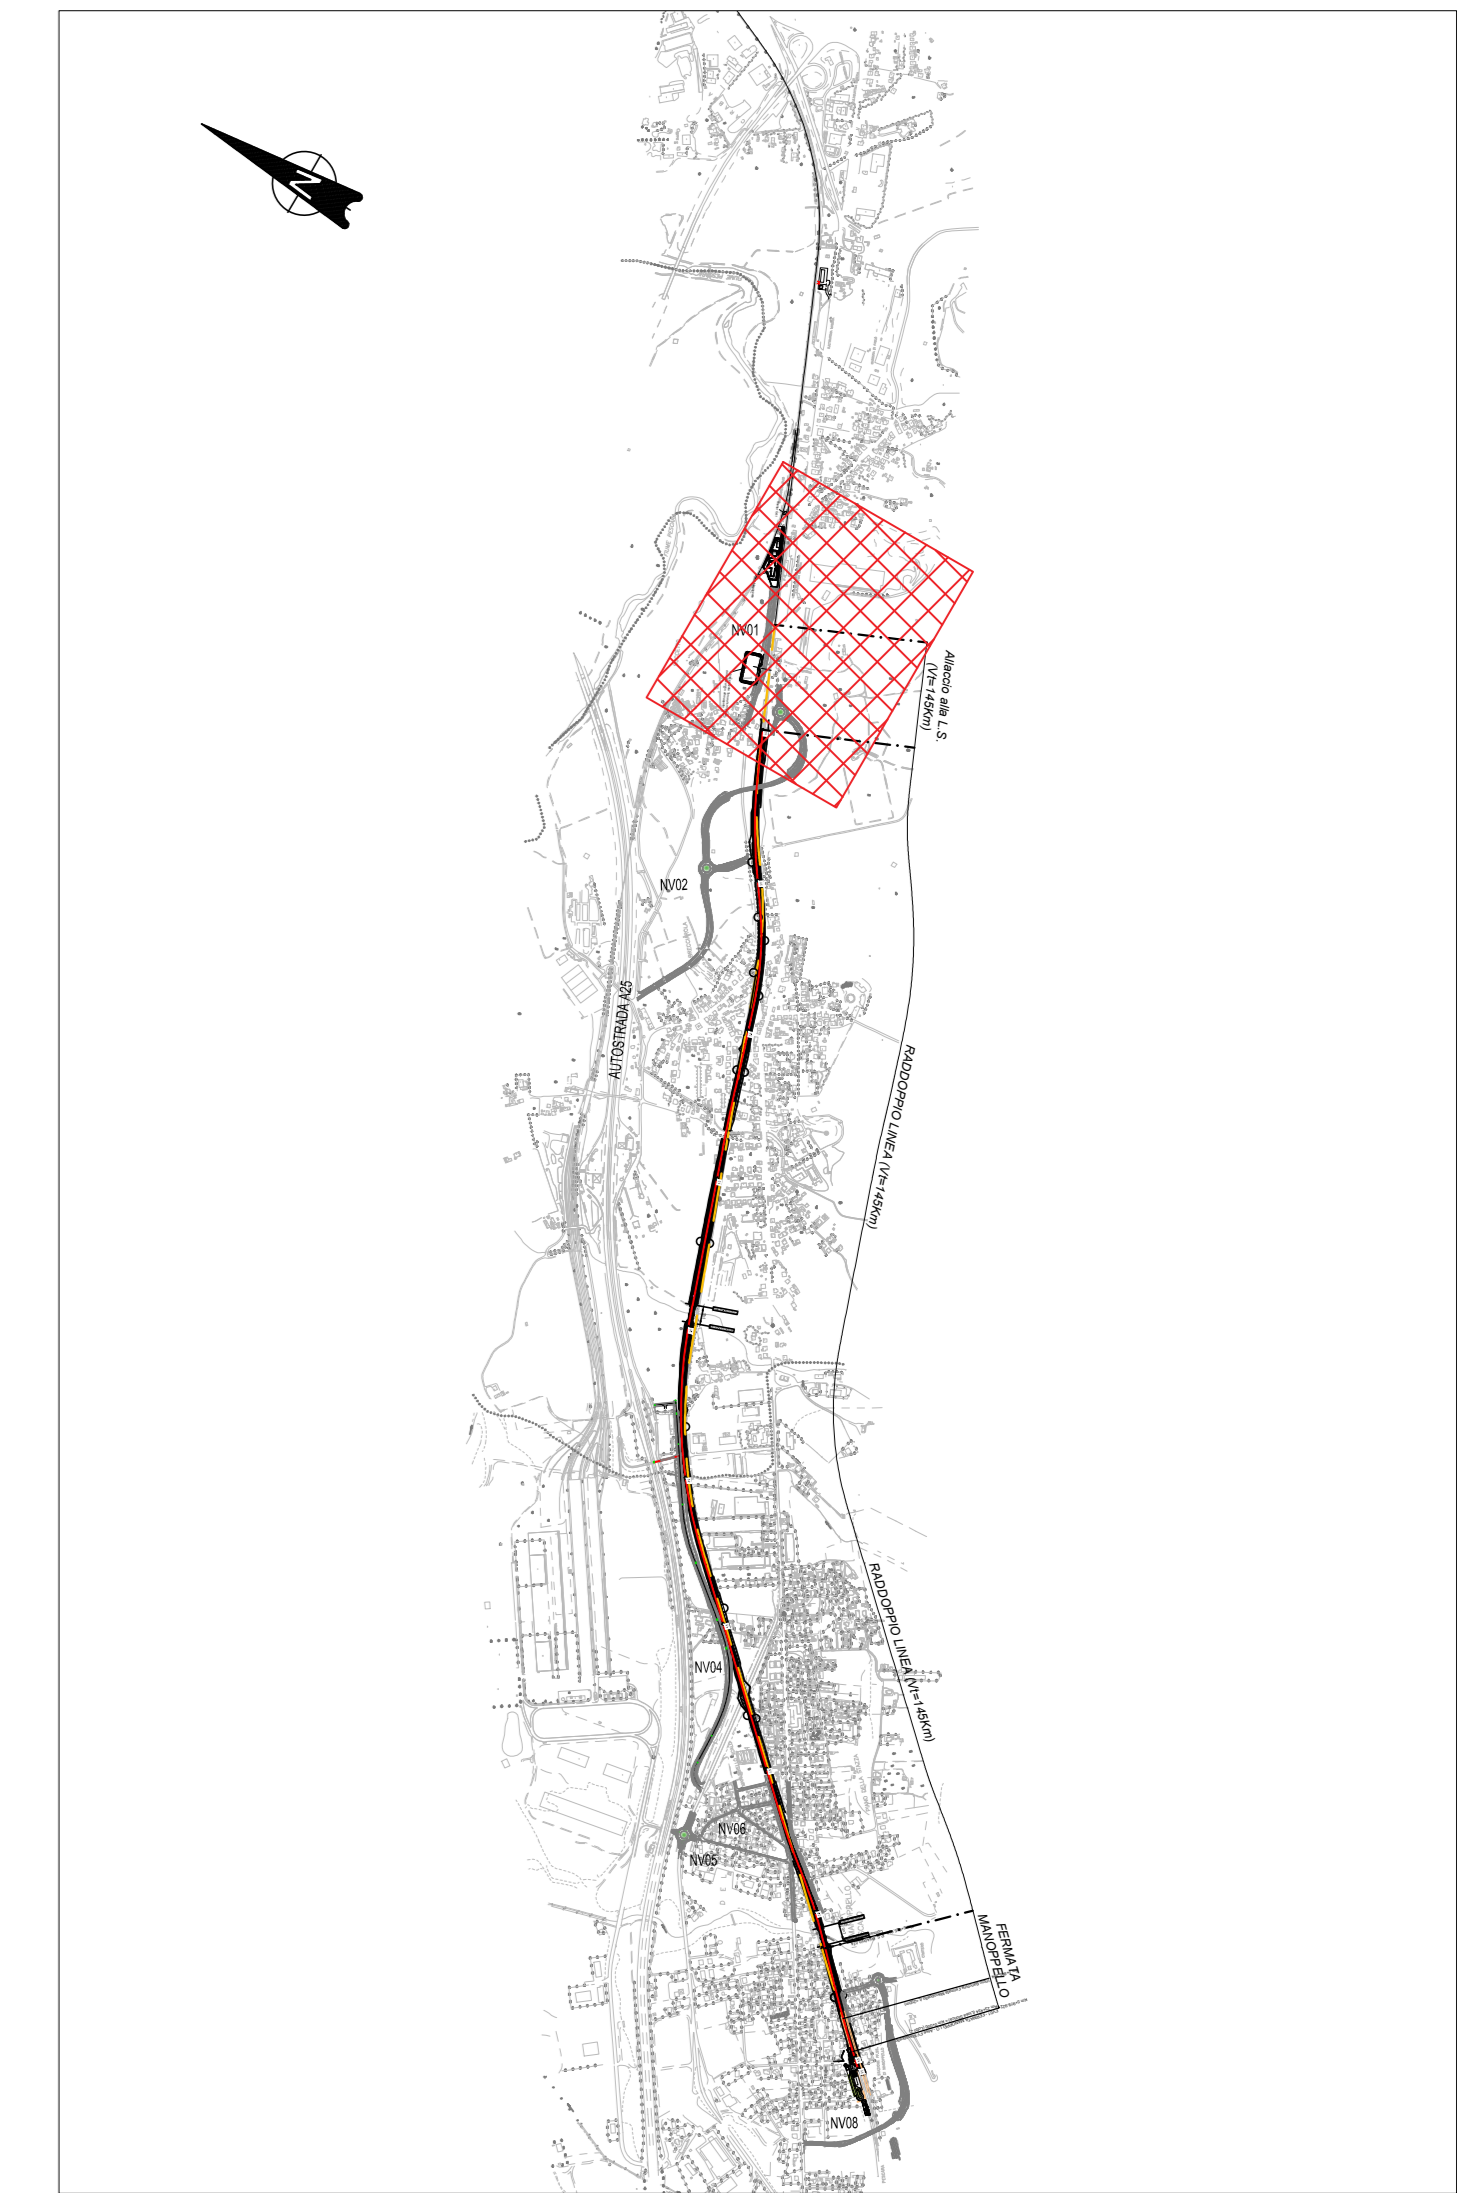 N
NV01
Allaccio alla L.S.
(Vt=145Km)
NV02
AUTOSTRADA A25
RADDOPPIO LINEA (Vt=145Km)
RADDOPPIO LINEA (Vt=145Km)
NV04
NV06
NV05
FERMATA
MANOPPELLO
NV08